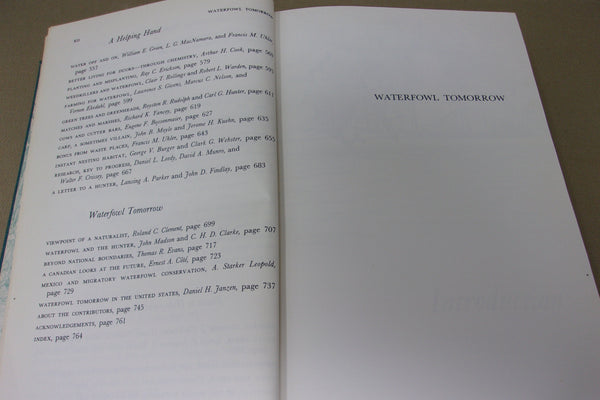 XII
WATERFOWL TOMORROW
A Helping Hand
WATER OFF AND ON, William E. Green, L. G. MacNamara, and Francis M. Uhler,
page 557
BETTER LIVING FOR DUCKS—THROUGH CHEMISTRY, Arthur H. Cook, page 569
PLANTING AND MISPLANTING, Ray C. Erickson, page 579
WEEDKILLERS AND WATERFOWL, Clair T. Rollings and Robert L. Warden, page
FARMING FOR WATERFOWL, Laurence S. Givens, Marcus C. Nelson, and
Vernon Ekedahl, page 599
GREEN TREES AND GREENHEADS, Royston R. Rudolph and Carl G. Hunter, page 611
MATCHES AND MARSHES, Richard K. Yancey, page 619
COWS AND CUTTER BARS, Eugene F. Bossenmaier, page 627
CARP, A SOMETIMES VILLAIN, John B. Moyle and Jerome H. Kuehn, page
BONUS FROM WASTE PLACES, Francis M. Uhler, page 643
INSTANT NESTING HABITAT, George V. Burger and Clark G. Webster, page 655
RESEARCH, KEY TO PROGRESS, Daniel L. Leedy, David A. Munro, and
Walter F. Crissey, page 667
A LETTER TO A HUNTER, Lansing A. Parker and John D. Findlay, page 683
Waterfowl Tomorrow
VIEWPOINT OF A NATURALIST, Roland C. Clement, page 699
WATERFOWL AND THE HUNTER, John Madson and C. H. D. Clarke, page 707
BEYOND NATIONAL BOUNDARIES, Thomas R. Evans, page 717
A CANADIAN LOOKS AT THE FUTURE, Ernest A. Côté, page 723
MEXICO AND MIGRATORY WATERFOWL CONSERVATION, A. Starker Leopold,
page 729
WATERFOWL TOMORROW IN THE UNITED STATES, Daniel H. Janzen, page 737
ABOUT THE CONTRIBUTORS, page 745
ACKNOWLEDGEMENTS, page 761
INDEX, page 764
WATERFOWL TOMORROW